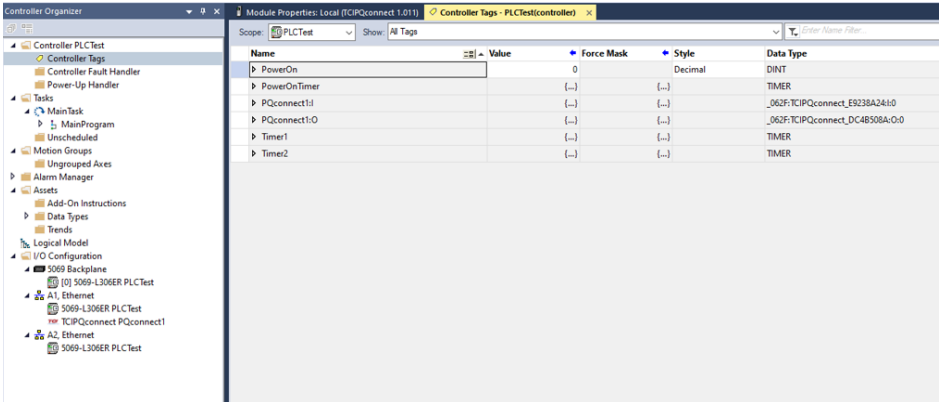 Controller Organizer
Module Properties: Local (TCIPQconnect 1.011)
Controller Tags - PLCTest(controller)
Scope: PLCTest
Show: All Tags
Enter Name Filter...
Controller PLCTest
Controller Tags
Controller Fault Handler
Power-Up Handler
Tasks
MainTask
MainProgram
Unscheduled
Motion Groups
Ungrouped Axes
Alarm Manager
Assets
Add-On Instructions
Data Types
Trends
Logical Model
I/O Configuration
5069 Backplane
[0] 5069-L306ER PLCTest
A1, Ethernet
5069-L306ER PLCTest
TCIPQconnect PQconnect1
A2, Ethernet
5069-L306ER PLCTest
Name Value Force Mask Style Data Type
PowerOn 0 Decimal DINT
PowerOnTimer {...} {...} TIMER
PQconnect1:I {...} {...} _062F:TCIPQconnect_E9238A24:I:0
PQconnect1:O {...} {...} _062F:TCIPQconnect_DC4B508A:O:0
Timer1 {...} {...} TIMER
Timer2 {...} {...} TIMER